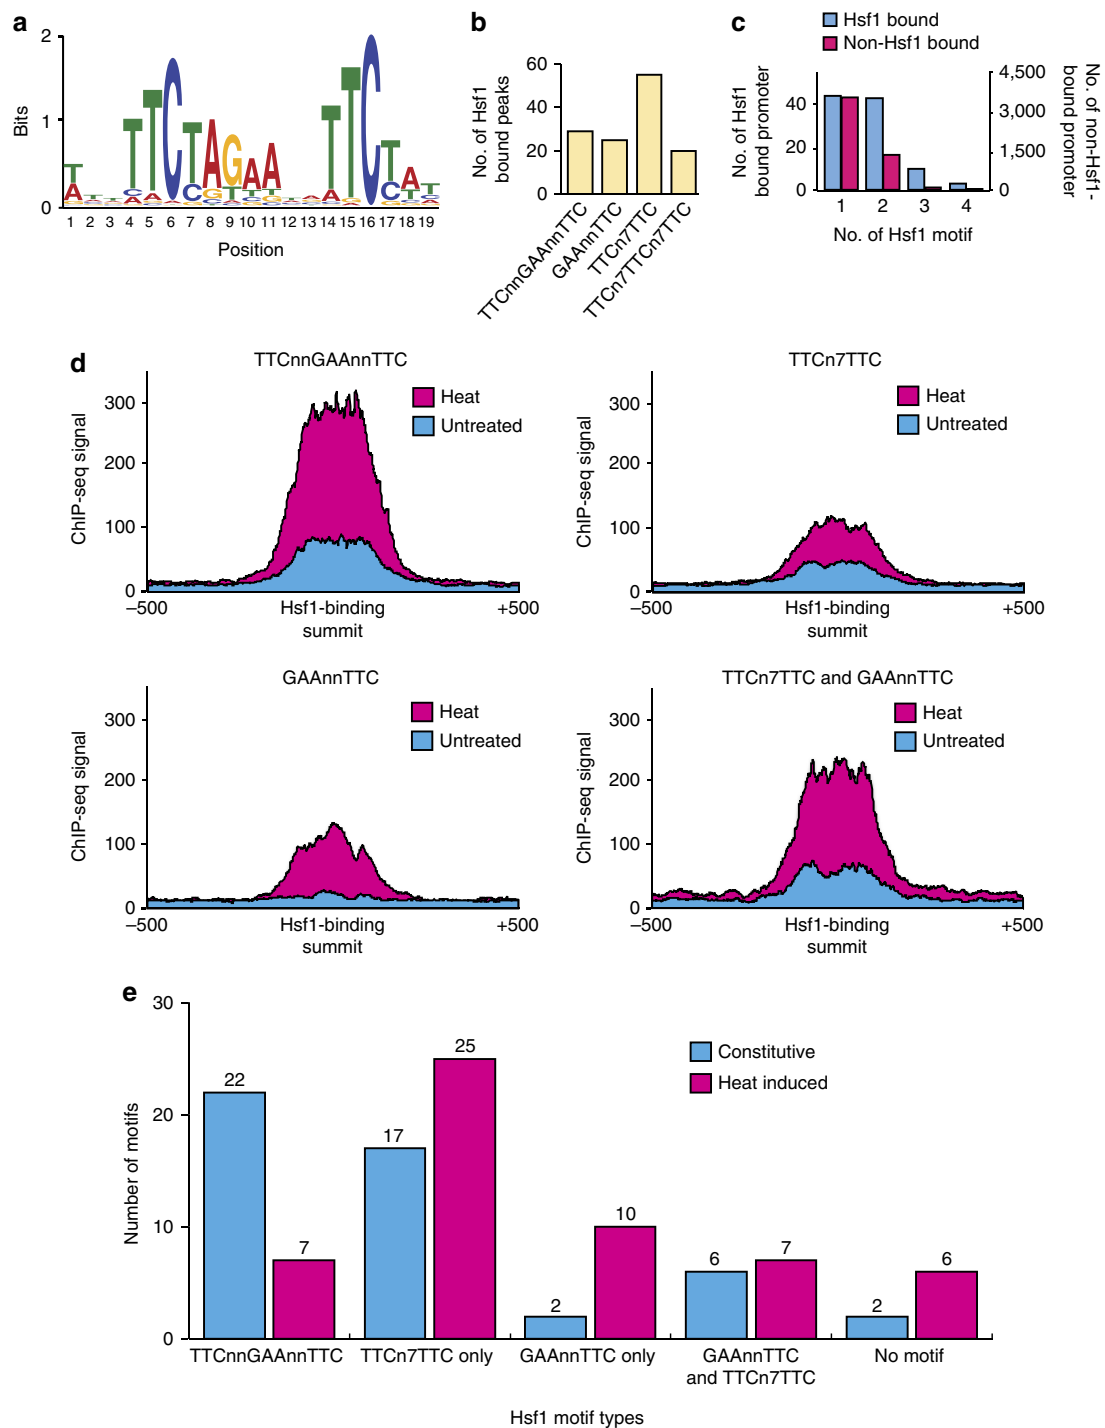 a
2
1
0
Bits
1 2 3 4 5 6 7 8 9 10 11 12 13 14 15 16 17 18 19
Position
b
60
40
20
0
No. of Hsf1
bound peaks
TTCnnGAAnnTTC
GAAnnTTC
TTCn7TTC
TTCn7TTCn7TTC
c
Hsf1 bound
Non-Hsf1 bound
40
20
0
No. of Hsf1
bound promoter
4,500
3,000
1,500
0
No. of non-Hsf1-
bound promoter
1 2 3 4
No. of Hsf1 motif
d
TTCnnGAAnnTTC
Heat
Untreated
300
200
100
0
ChIP-seq signal
–500
Hsf1-binding
summit
+500
TTCn7TTC
Heat
Untreated
300
200
100
0
ChIP-seq signal
–500
Hsf1-binding
summit
+500
GAAnnTTC
Heat
Untreated
300
200
100
0
ChIP-seq signal
–500
Hsf1-binding
summit
+500
TTCn7TTC and GAAnnTTC
Heat
Untreated
300
200
100
0
ChIP-seq signal
–500
Hsf1-binding
summit
+500
e
30
20
10
0
Number of motifs
Constitutive
Heat induced
22
7
17
25
2
10
6
7
2
6
TTCnnGAAnnTTC
TTCn7TTC only
GAAnnTTC only
GAAnnTTC
and TTCn7TTC
No motif
Hsf1 motif types